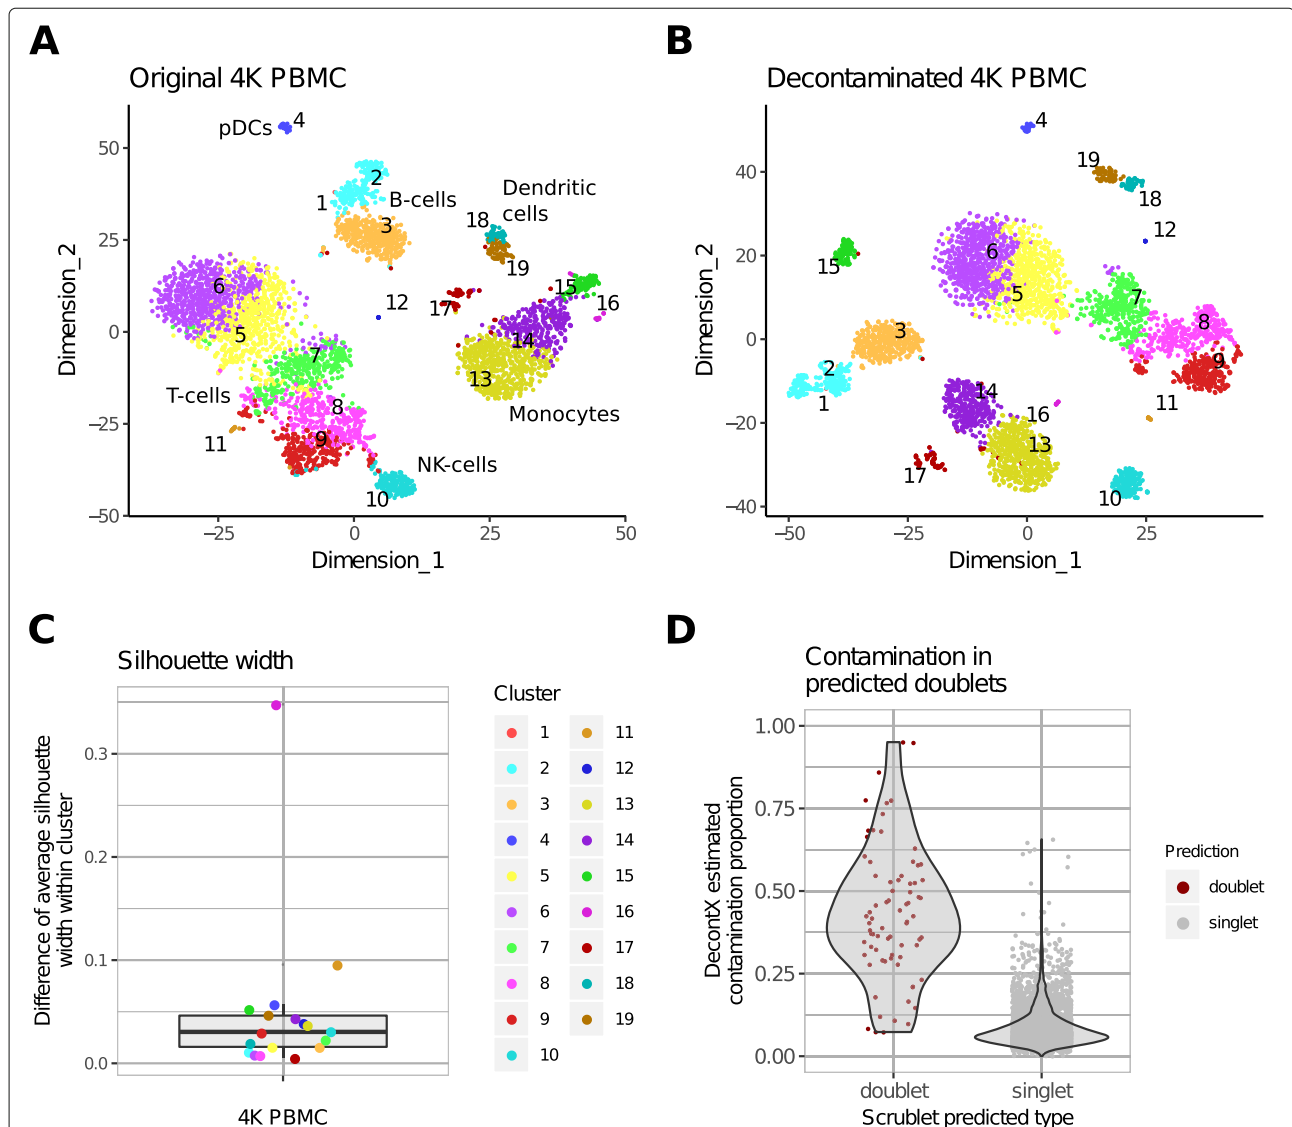 A
Original 4K PBMC
Dimension_2
50
25
0
−25
−50
−25
0
25
50
Dimension_1
pDCs
4
2
1
B-cells
3
Dendritic
cells
18
19
12
17
15
16
14
13
Monocytes
6
5
7
T-cells
8
11
9
NK-cells
10
B
Decontaminated 4K PBMC
Dimension_2
40
20
0
−20
−40
−50
−25
0
25
Dimension_1
4
19
18
12
15
6
5
7
8
3
2
1
9
14
16
11
13
17
10
C
Silhouette width
Difference of average silhouette
width within cluster
0.3
0.2
0.1
0.0
4K PBMC
Cluster
1
2
3
4
5
6
7
8
9
10
11
12
13
14
15
16
17
18
19
D
Contamination in
predicted doublets
DecontX estimated
contamination proportion
1.00
0.75
0.50
0.25
0.00
doublet
singlet
Scrublet predicted type
Prediction
doublet
singlet